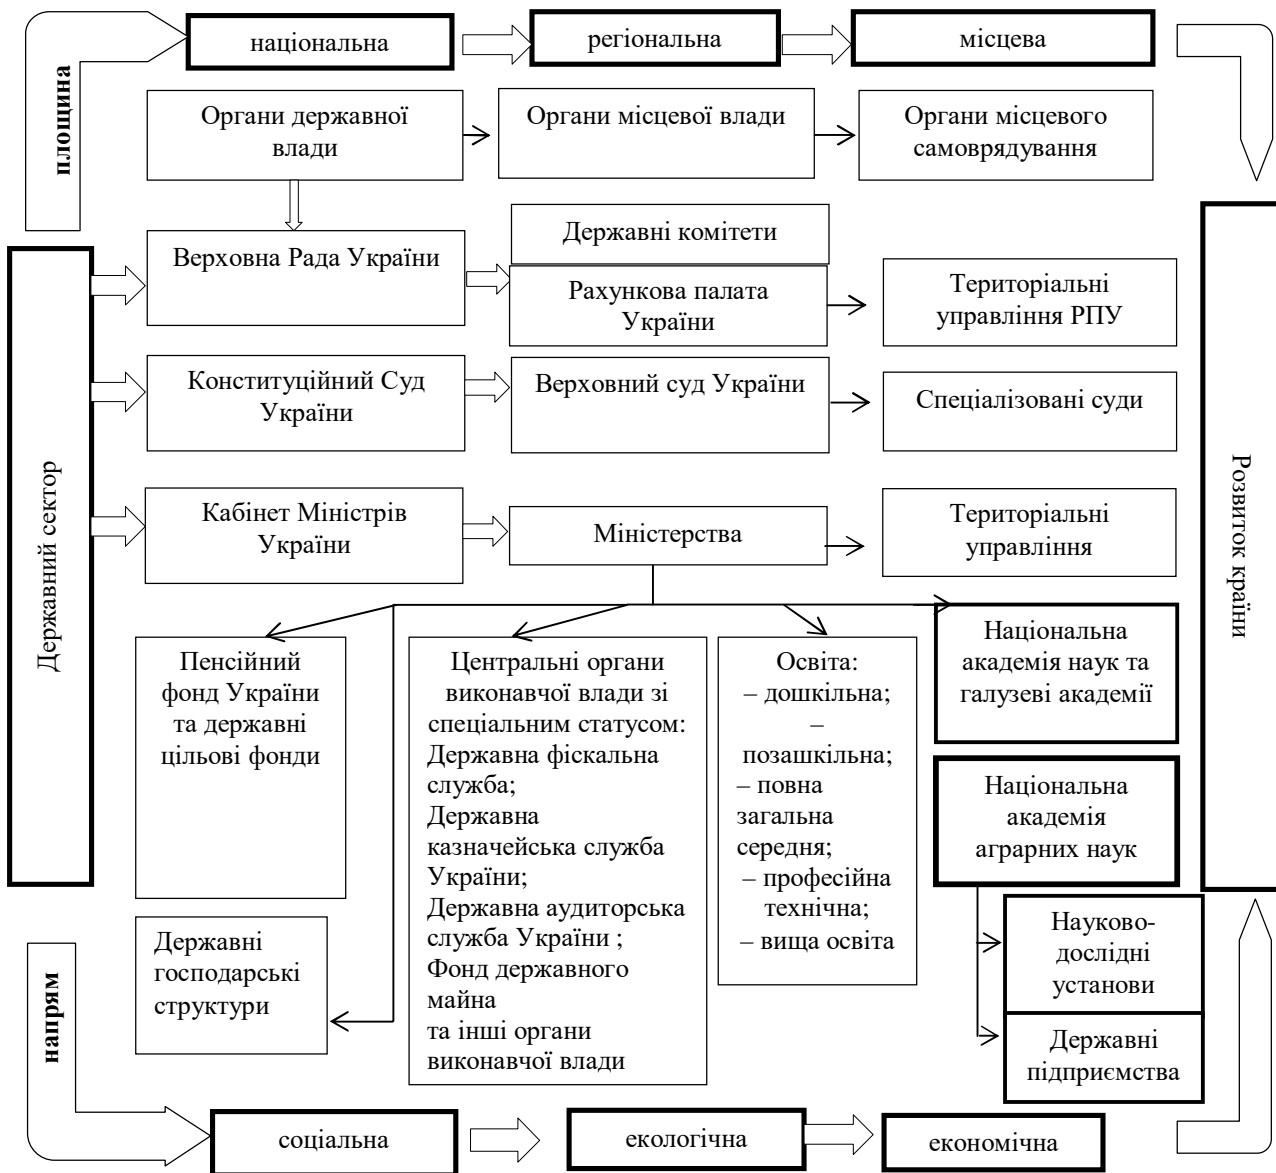 національна
регіональна
місцева
площина
Органи державної
влади
Органи місцевої влади
Органи місцевого
самоврядування
Державний сектор
Верховна Рада України
Державні комітети
Рахункова палата
України
Територіальні
управління РПУ
Конституційний Суд
України
Верховний суд України
Спеціалізовані суди
Кабінет Міністрів
України
Міністерства
Територіальні
управління
Розвиток країни
Пенсійний
фонд України
та державні
цільові фонди
Центральні органи
виконавчої влади зі
спеціальним статусом:
Державна фіскальна
служба;
Державна
казначейська служба
України;
Державна аудиторська
служба України ;
Фонд державного
майна
та інші органи
виконавчої влади
Освіта:
– дошкільна;
–
позашкільна;
– повна
загальна
середня;
– професійна
технічна;
– вища освіта
Національна
академія наук та
галузеві академії
Національна
академія
аграрних наук
Державні
господарські
структури
Науково-
дослідні
установи
Державні
підприємства
напрям
соціальна
екологічна
економічна